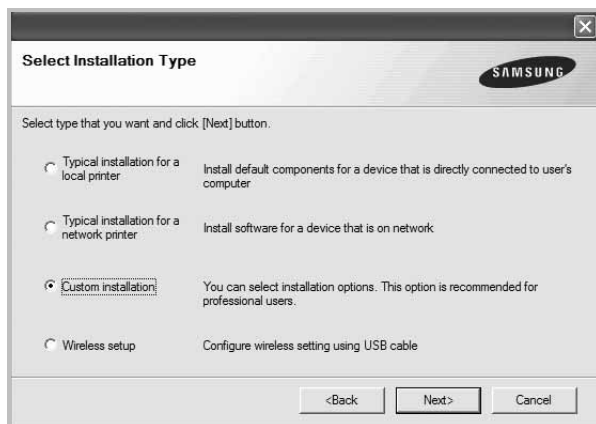 Select Installation Type
SAMSUNG
Select type that you want and click [Next] button.
Typical installation for a
local printer
Install default components for a device that is directly connected to user's
computer
Typical installation for a
network printer
Install software for a device that is on network
Custom installation
You can select installation options. This option is recommended for
professional users.
Wireless setup
Configure wireless setting using USB cable
<Back
Next>
Cancel